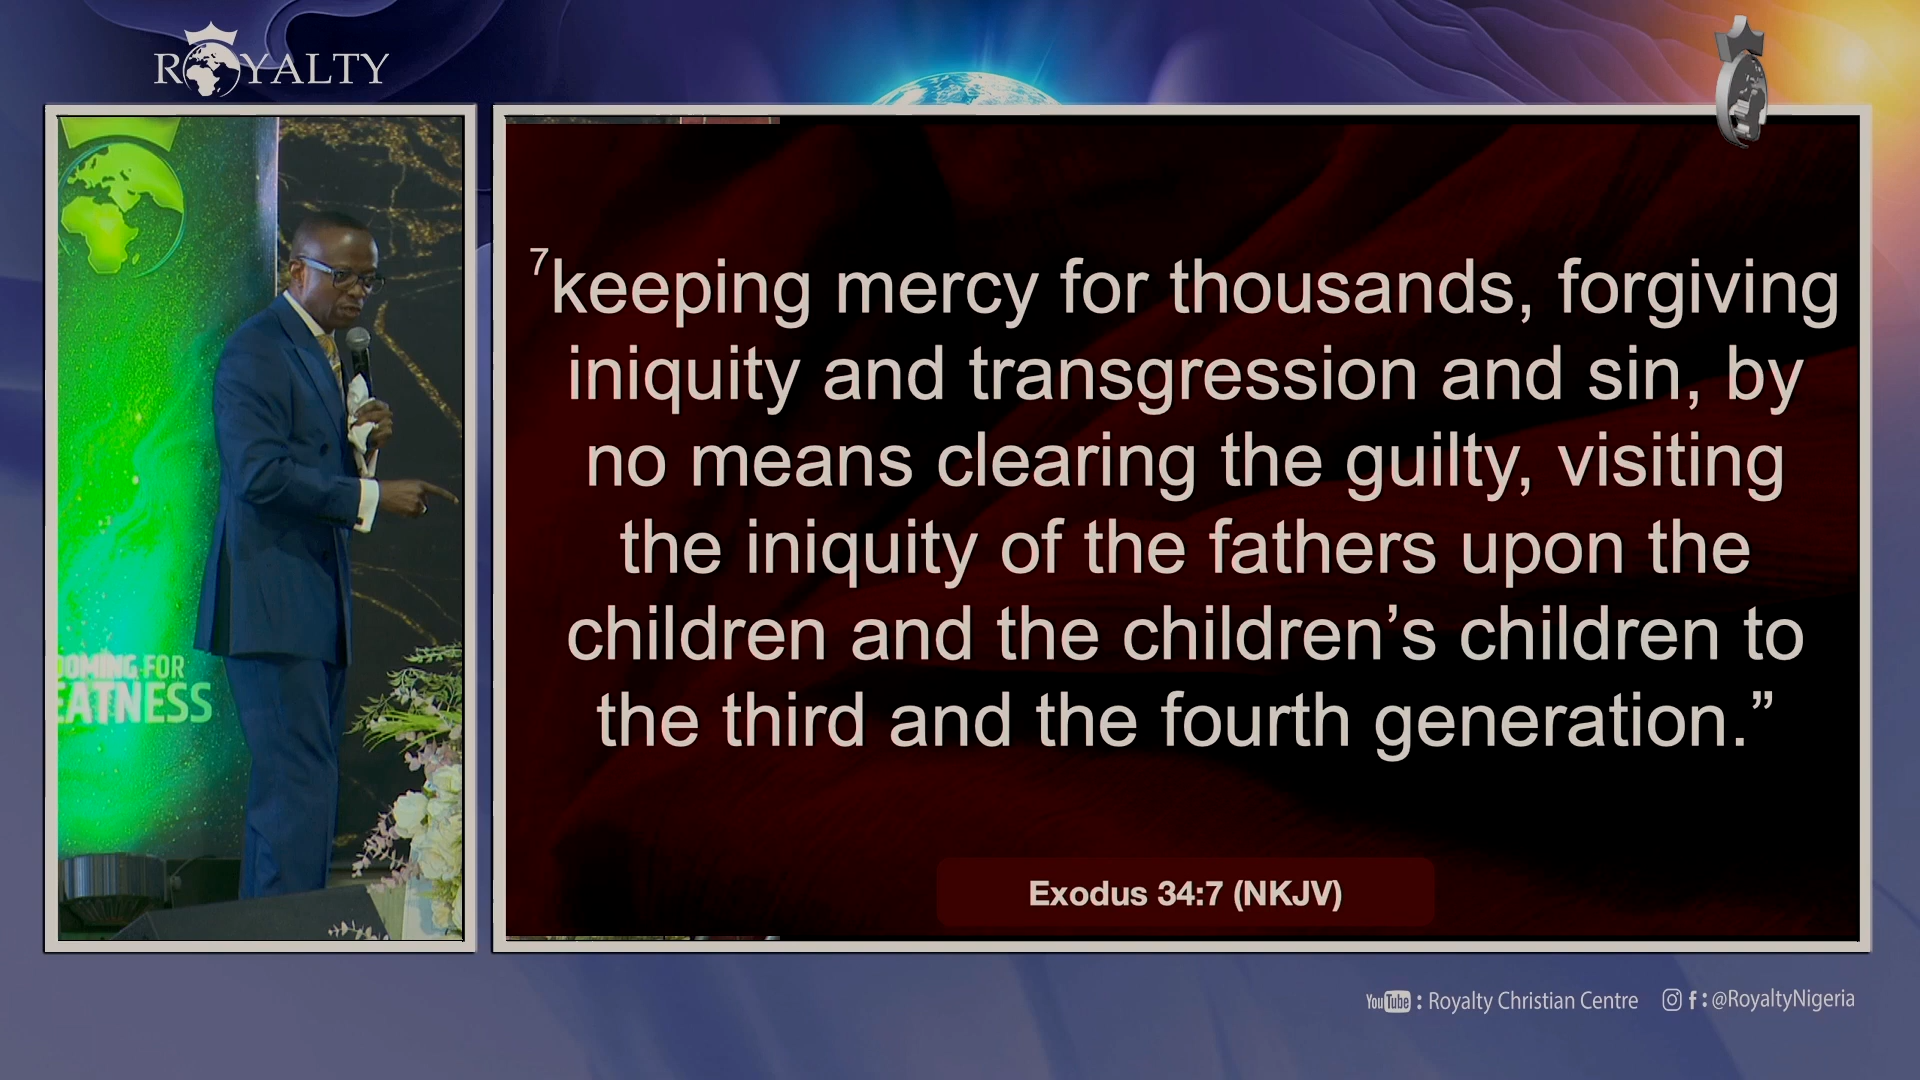 ROYALTY
OOMING FOR
EATNESS
7keeping mercy for thousands, forgiving
iniquity and transgression and sin, by
no means clearing the guilty, visiting
the iniquity of the fathers upon the
children and the children’s children to
the third and the fourth generation.”
Exodus 34:7 (NKJV)
YouTube : Royalty Christian Centre f : @RoyaltyNigeria